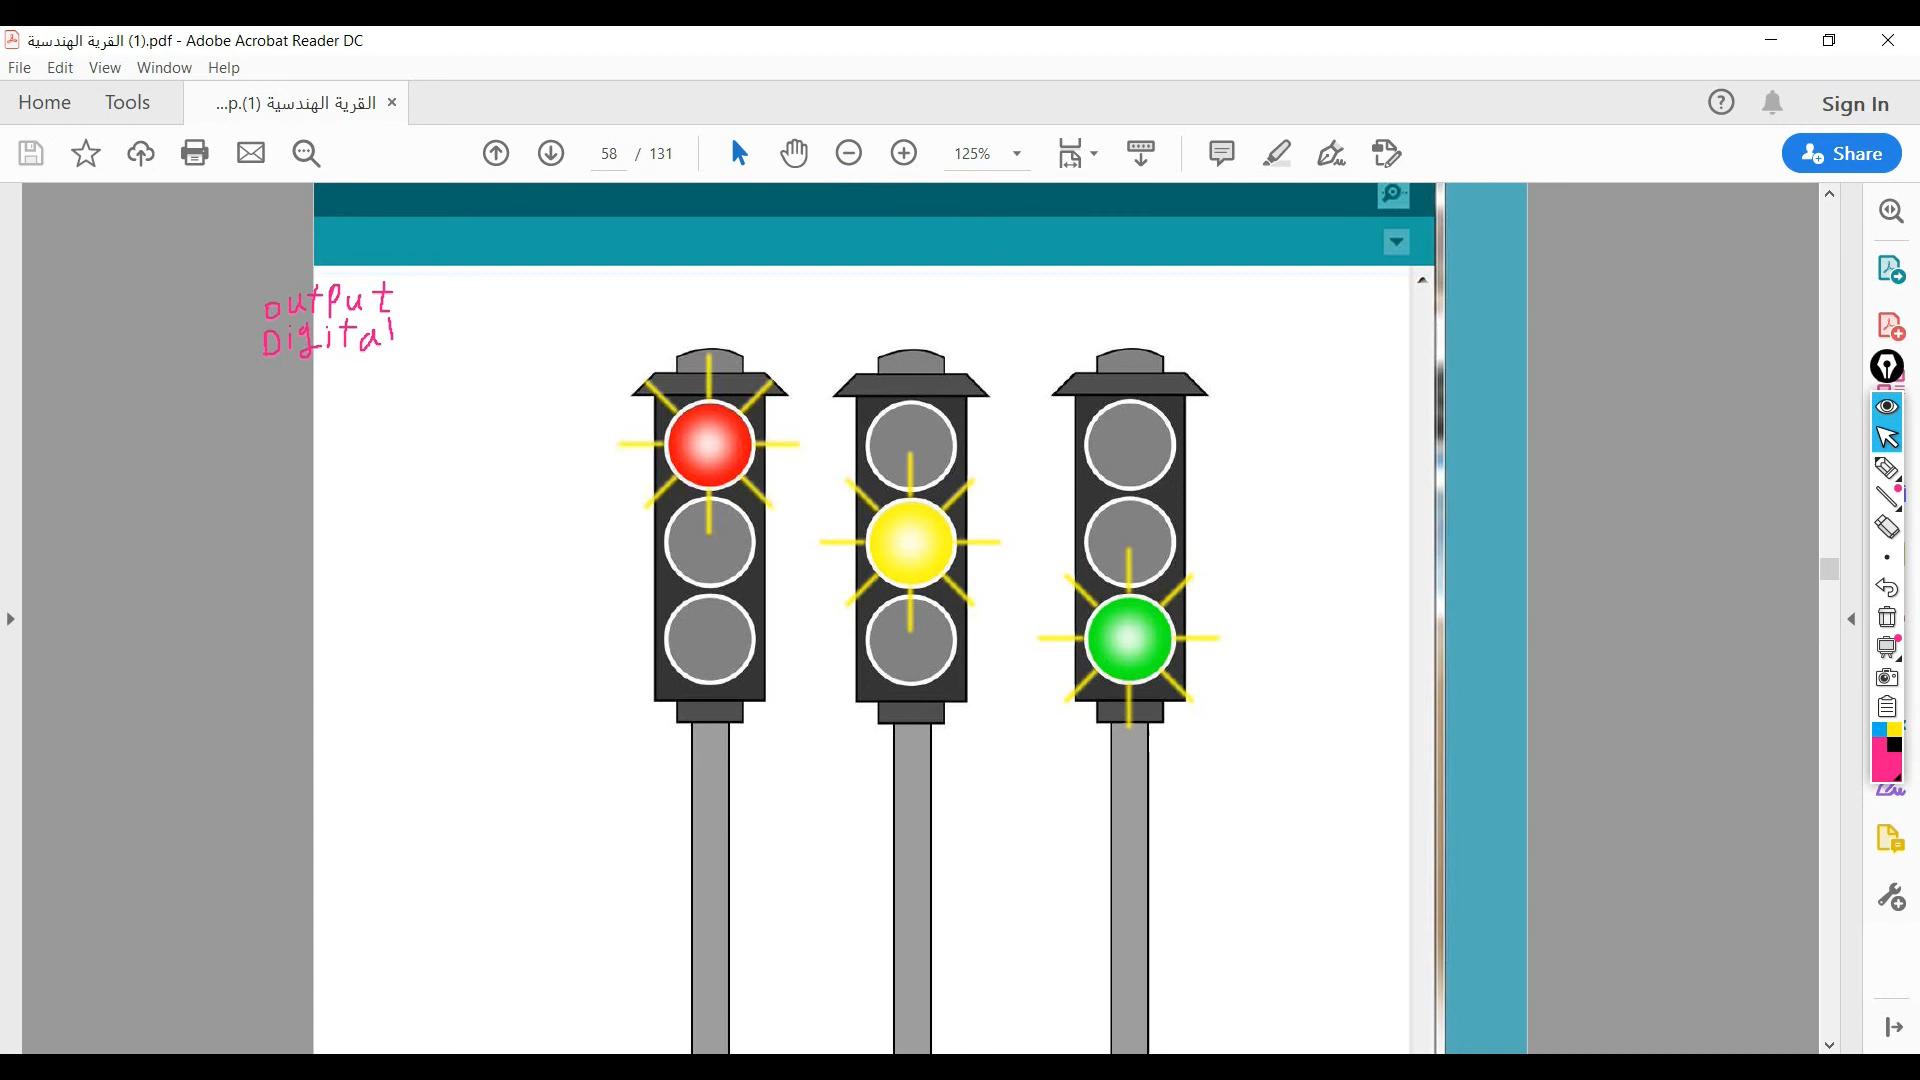 القرية الهندسية (1).pdf - Adobe Acrobat Reader DC
File Edit View Window Help
Home Tools القرية الهندسية (1).p... × Sign In
58 / 131 125% Share
output
Digital